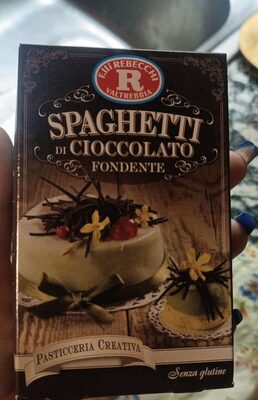 F.lli REBECCHI
R
VALTREBBIA
SPAGHETTI
DI CIOCCOLATO
FONDENTE
PASTICCERIA CREATIVA
Senza glutine